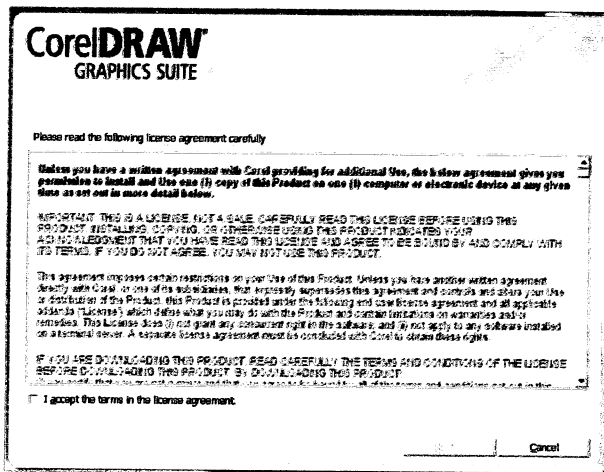 CorelDRAW®
GRAPHICS SUITE
Please read the following license agreement carefully
Unless you have a written agreement with Corel providing for additional Use, the below agreement gives you
permission to install and Use one (1) copy of this Product on one (1) computer or electronic device at any given
time as set out in more detail below.
IMPORTANT: THIS IS A LICENSE, NOT A SALE. CAREFULLY READ THIS LICENSE BEFORE USING THIS
PRODUCT. INSTALLING, COPYING, OR OTHERWISE USING THIS PRODUCT INDICATES YOUR
ACKNOWLEDGMENT THAT YOU HAVE READ THIS LICENSE AND AGREE TO BE BOUND BY AND COMPLY WITH
ITS TERMS. IF YOU DO NOT AGREE, YOU MAY NOT USE THIS PRODUCT.
This agreement imposes certain restrictions on your Use of this Product. Unless you have another written agreement
directly with Corel, or one of its subsidiaries, that expressly supersedes this agreement and controls and alters your Use
or distribution of the Product, this Product is provided under the following end user license agreement and all applicable
addenda ("License") which define what you may do with the Product and contain limitations on warranties and/or
remedies. This License does (i) not grant any concurrent right in the software, and (ii) not apply to any software installed
on a terminal server. A separate license agreement must be concluded with Corel to obtain these rights.
IF YOU ARE DOWNLOADING THIS PRODUCT, READ CAREFULLY THE TERMS AND CONDITIONS OF THE LICENSE
BEFORE DOWNLOADING THIS PRODUCT. BY DOWNLOADING THIS PRODUCT
I accept the terms in the license agreement.
Cancel